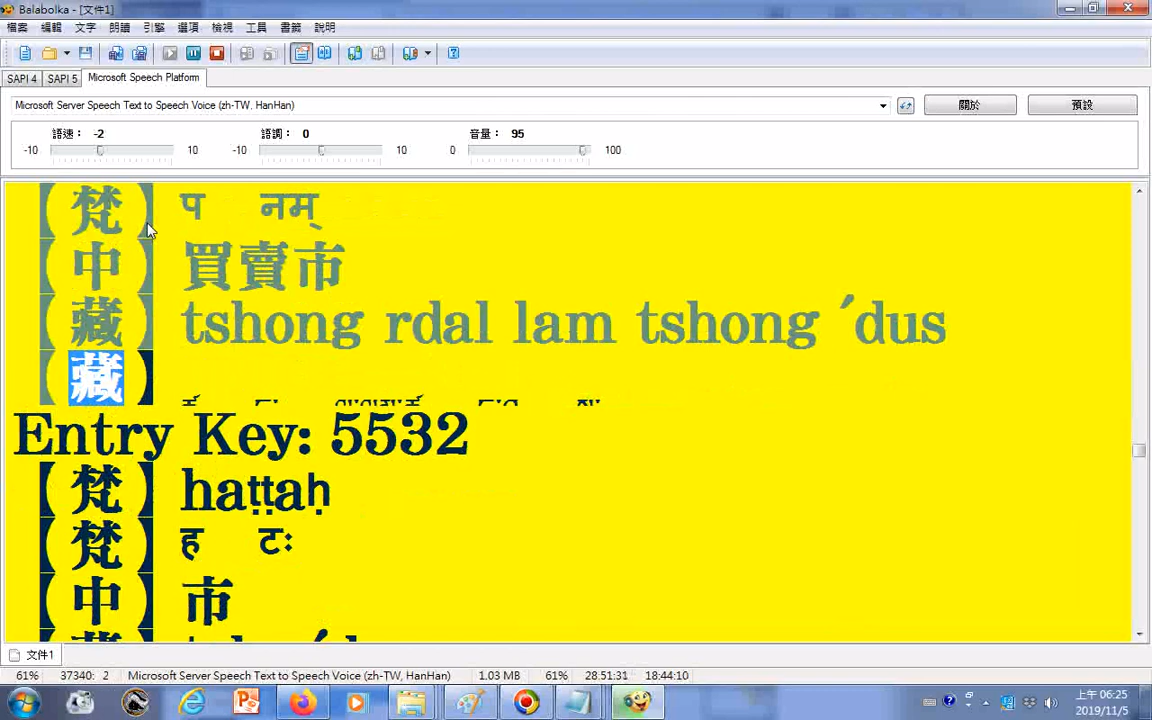 Balabolka - [文件1]
檔案 編輯 文字 朗讀 引擎 選項 檢視 工具 書籤 說明
SAPI 4 SAPI 5 Microsoft Speech Platform
Microsoft Server Speech Text to Speech Voice (zh-TW, HanHan) 關於 預設
語速： -2 語調： 0 音量： 95
-10 10 -10 10 0 100
【梵】 प नम्
【中】 買賣市
【藏】 tshong rdal lam tshong ´dus
【藏】
Entry Key: 5532
【梵】 haṭṭaḥ
【梵】 ह टः
【中】 市
文件1
61% 37340: 2 Microsoft Server Speech Text to Speech Voice (zh-TW, HanHan) 1.03 MB 61% 28:51:31 18:44:10
上午 06:25
2019/11/5